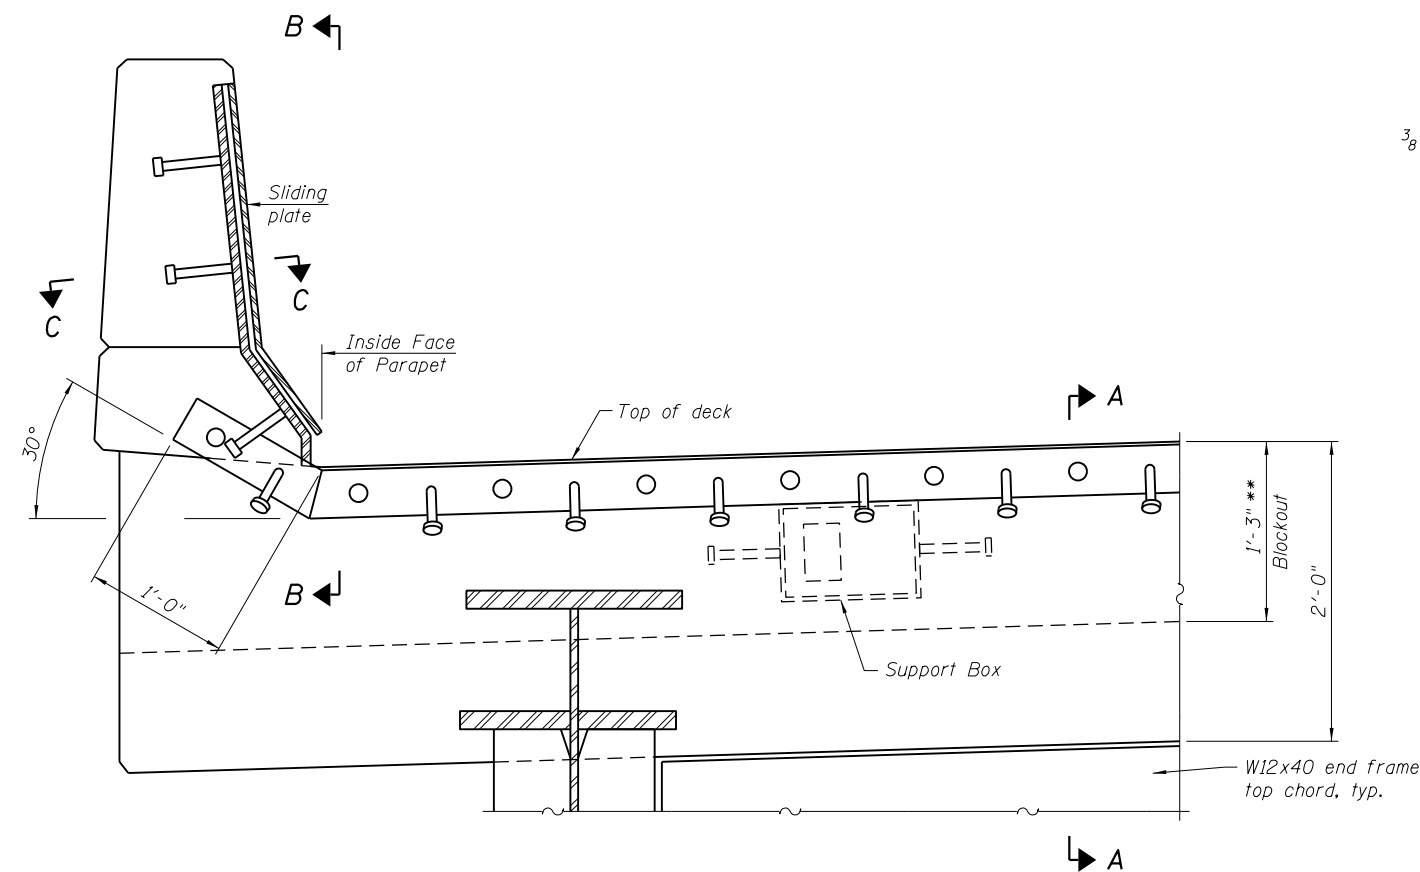 B
3/8
Sliding
plate
C
C
Inside Face
of Parapet
A
Top of deck
30°
1'-3" **
Blockout
2'-0"
B
1'-0"
Support Box
W12x40 end frame
top chord, typ.
A